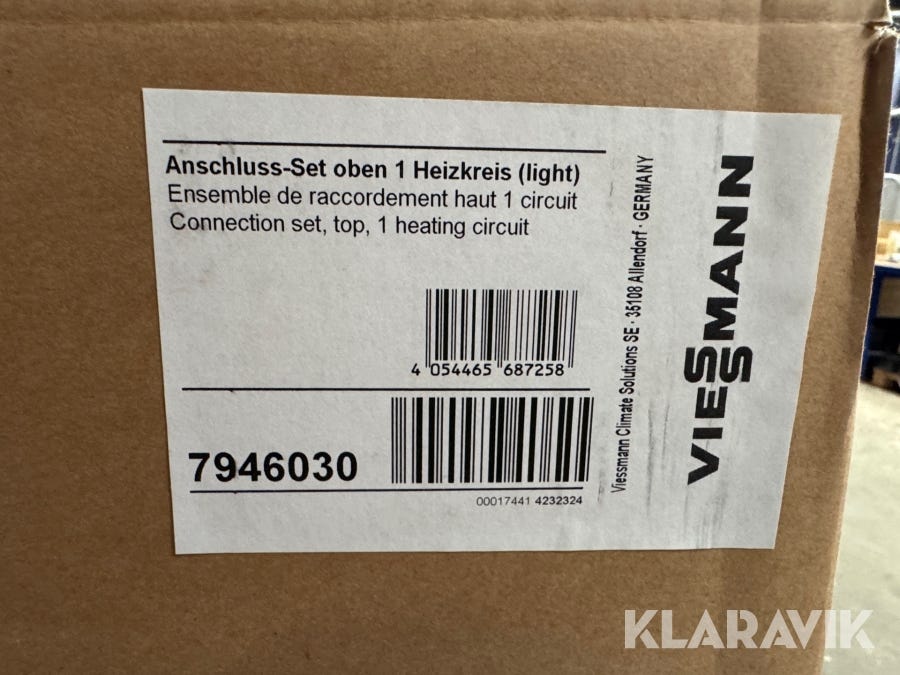 Anschluss-Set oben 1 Heizkreis (light)
Ensemble de raccordement haut 1 circuit
Connection set, top, 1 heating circuit
4 054465 687258
7946030
00017441 4232324
Viessmann Climate Solutions SE · 35108 Allendorf · GERMANY
VIESSMANN
KLARAVIK